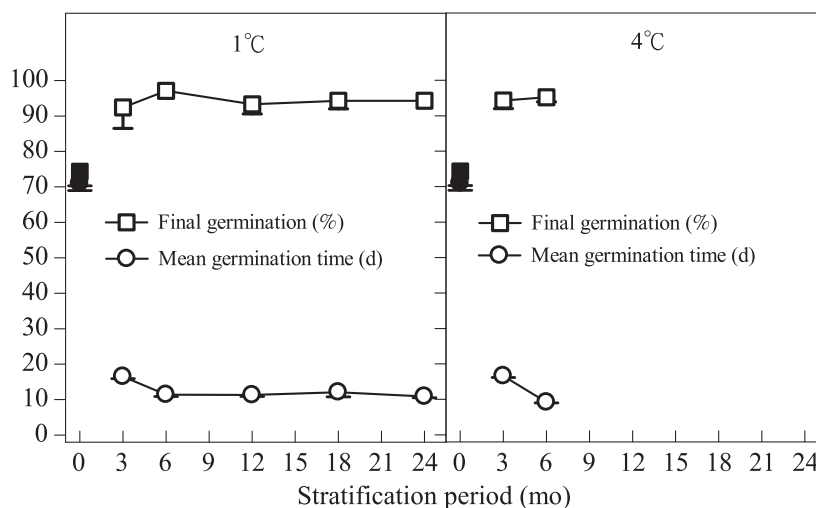 1℃
4℃
100
90
80
70
60
50
40
30
20
10
0
Final germination (%)
Mean germination time (d)
Final germination (%)
Mean germination time (d)
0 3 6 9 12 15 18 21 24
0 3 6 9 12 15 18 21 24
Stratification period (mo)